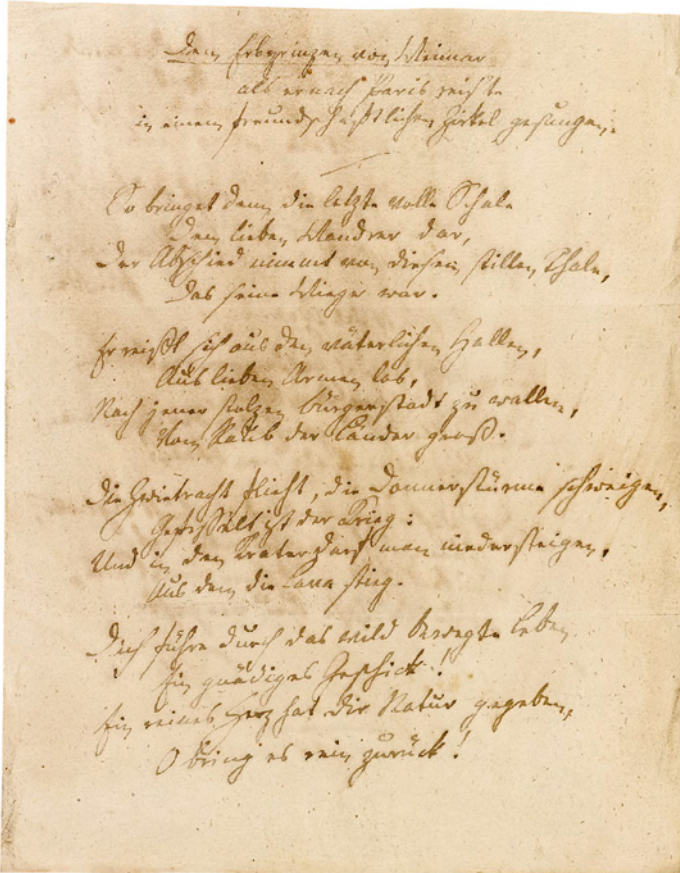 Dem Erbprinzen von Weimar
als er nach Paris reiste
in einem freundschaftlichen Zirkel gesungen.
So bringet denn die letzte volle Schale
Dem lieben Wandrer dar,
Der Abschied nimmt von diesem stillen Thale,
Das seine Wiege war.
Er reißt sich aus den väterlichen Hallen,
Aus lieben Armen los,
Nach jener stolzen Bürgerstadt zu wallen,
Vom Raub der Länder groß.
Die Zwietracht flieht, die Donnerstürme schweigen,
Gefesselt ist der Krieg:
Und in den Krater darf man niedersteigen,
Aus dem die Lava stieg.
Dich führe durch das wild bewegte Leben
Ein gnädiges Geschick!
Ein reines Herz hat dir Natur gegeben,
O bring es rein zurück!